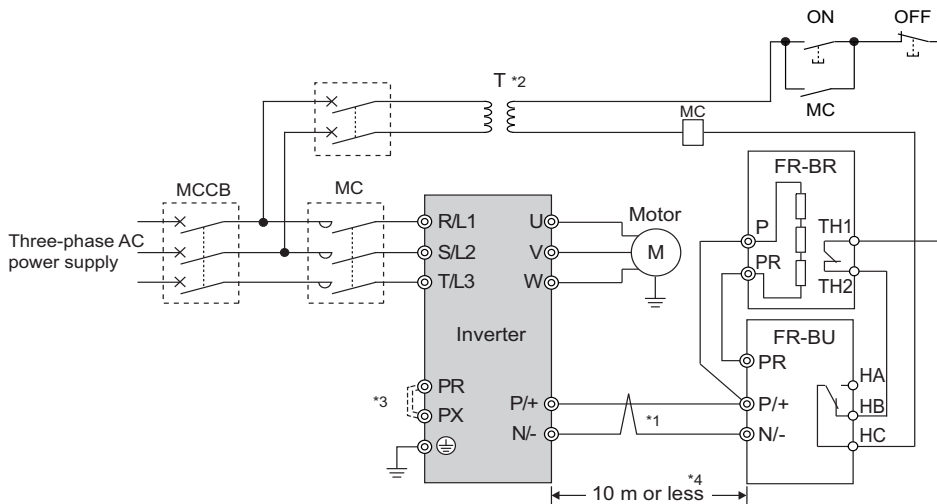 ON OFF
T *2
MC
MC
FR-BR
MCCB MC
P
TH1
R/L1 U Motor
Three-phase AC
power supply
S/L2 V M
PR
TH2
T/L3 W
Inverter
FR-BU
PR
HA
*3
PR
P/+
P/+
HB
PX
N/-
*1
N/-
HC
*4
10 m or less